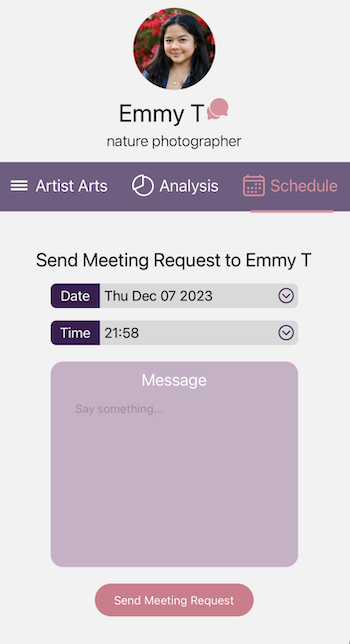 Emmy T
nature photographer
Artist Arts Analysis Schedule
Send Meeting Request to Emmy T
Date Thu Dec 07 2023
Time 21:58
Message
Say something...
Send Meeting Request